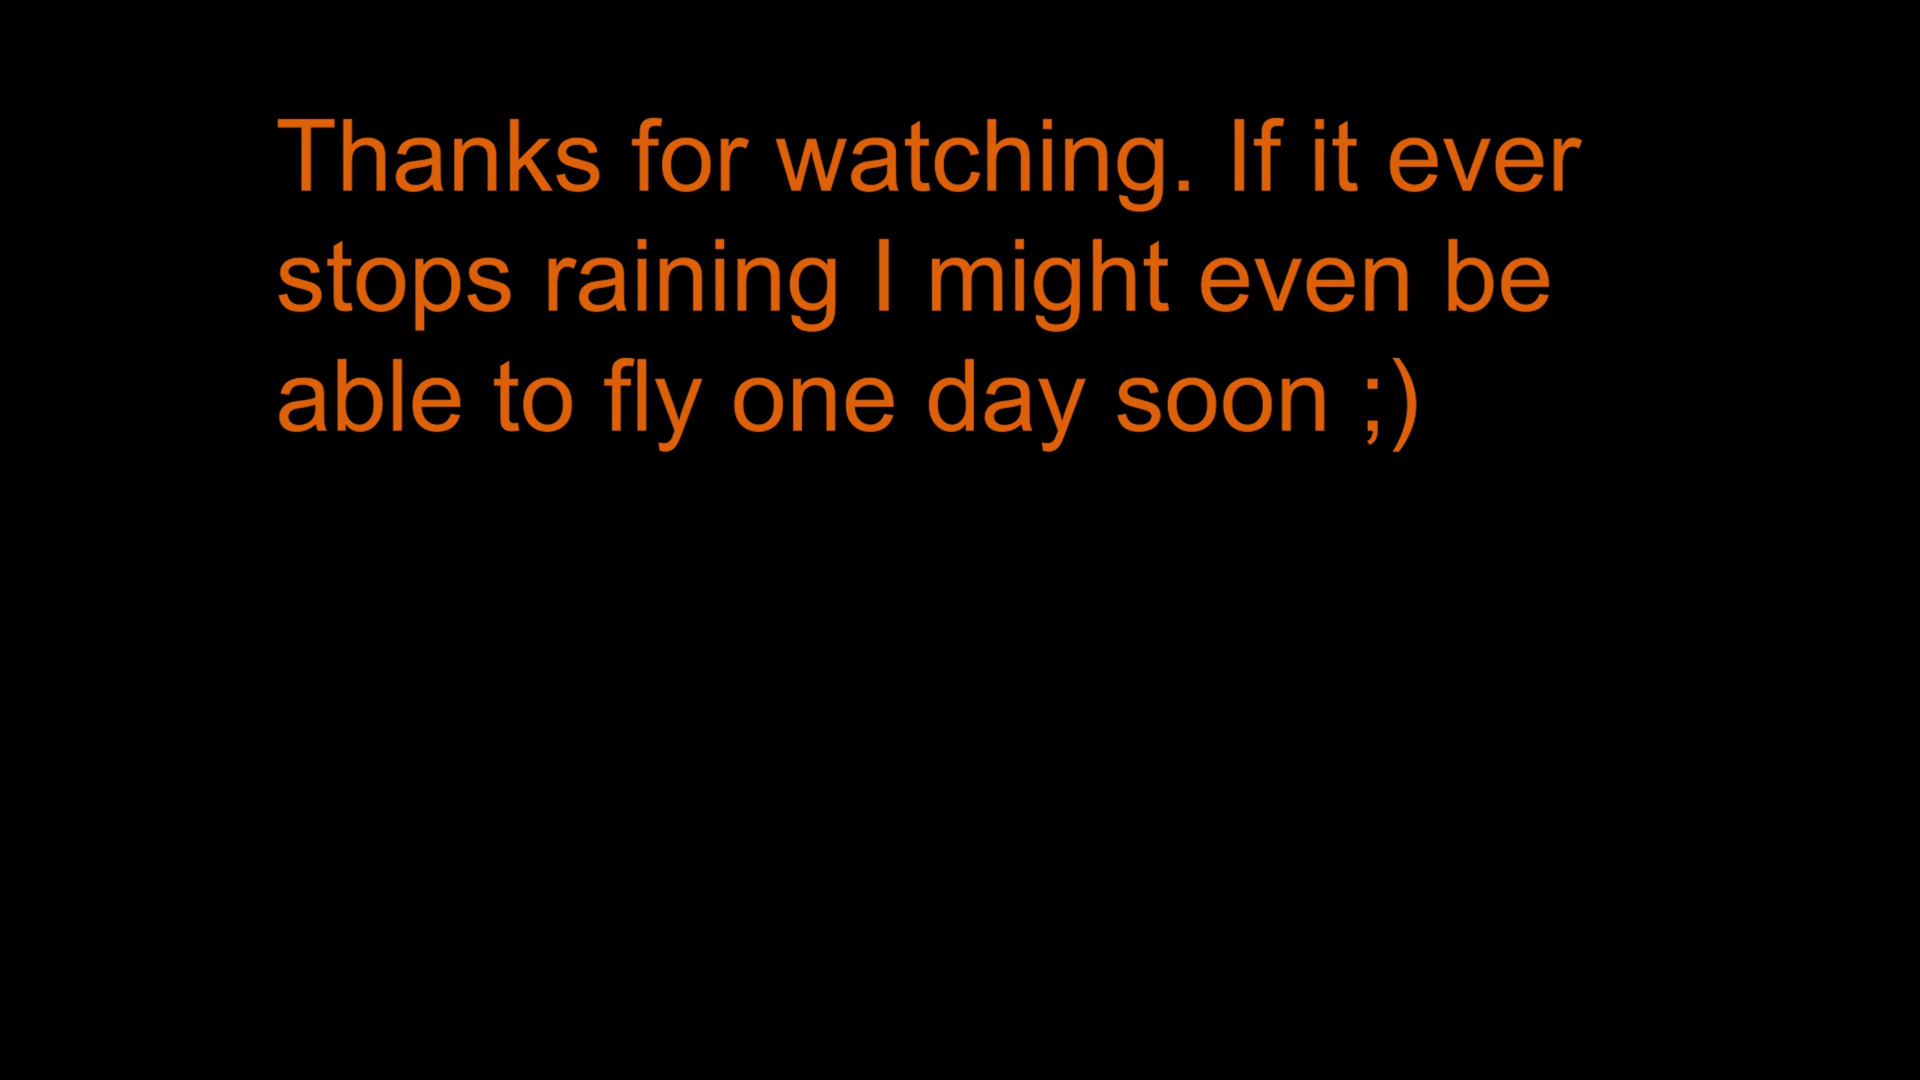 Thanks for watching. If it ever
stops raining I might even be
able to fly one day soon ;)